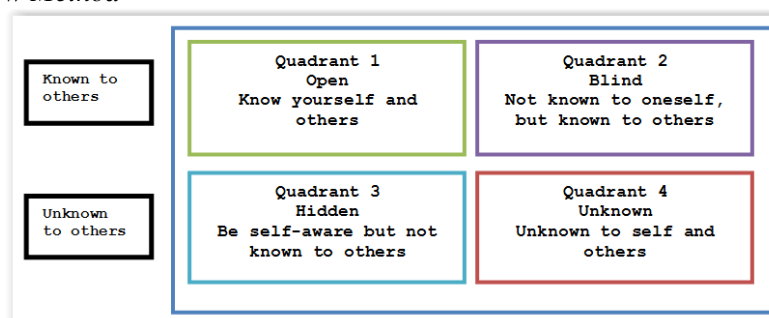 Method
Known to
others
Quadrant 1
Open
Know yourself and
others
Quadrant 2
Blind
Not known to oneself,
but known to others
Unknown
to others
Quadrant 3
Hidden
Be self-aware but not
known to others
Quadrant 4
Unknown
Unknown to self and
others